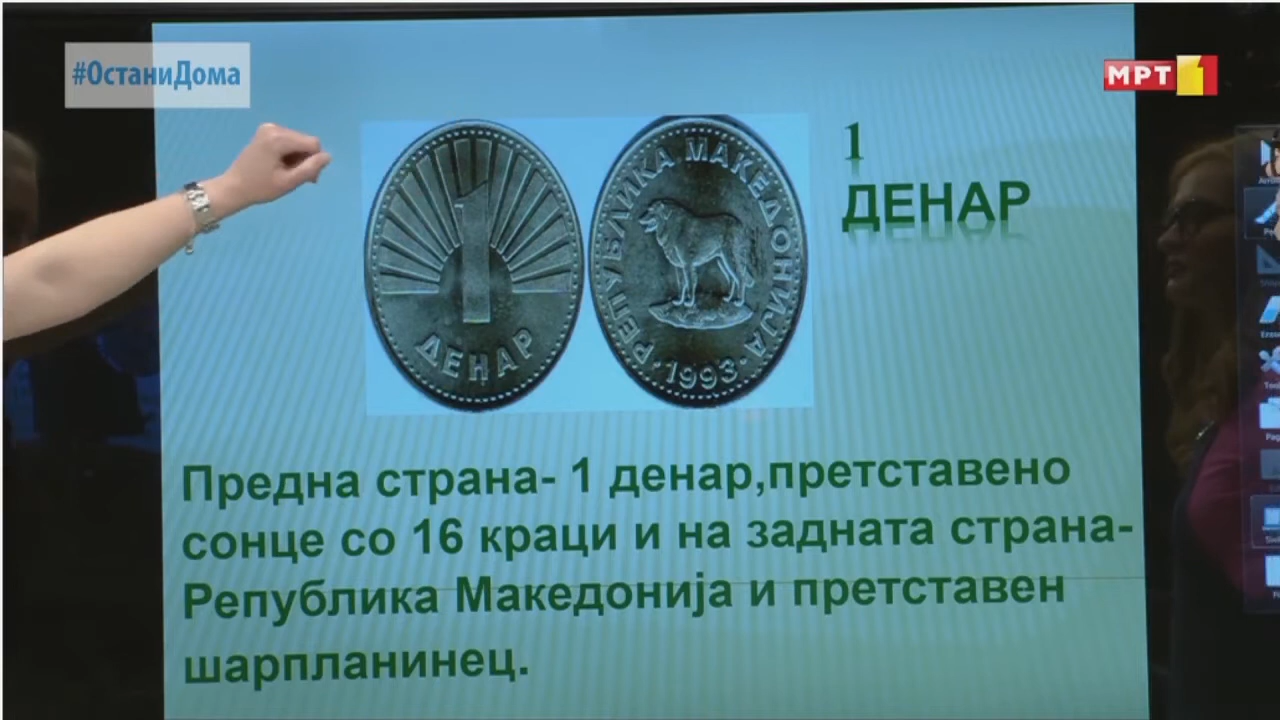 #ОстаниДома
МРТ 1
1
ДЕНАР
1
ДЕНАР
РЕПУБЛИКА МАКЕДОНИЈА
1993
Предна страна- 1 денар,претставено
сонце со 16 краци и на задната страна-
Република Македонија и претставен
шарпланинец.